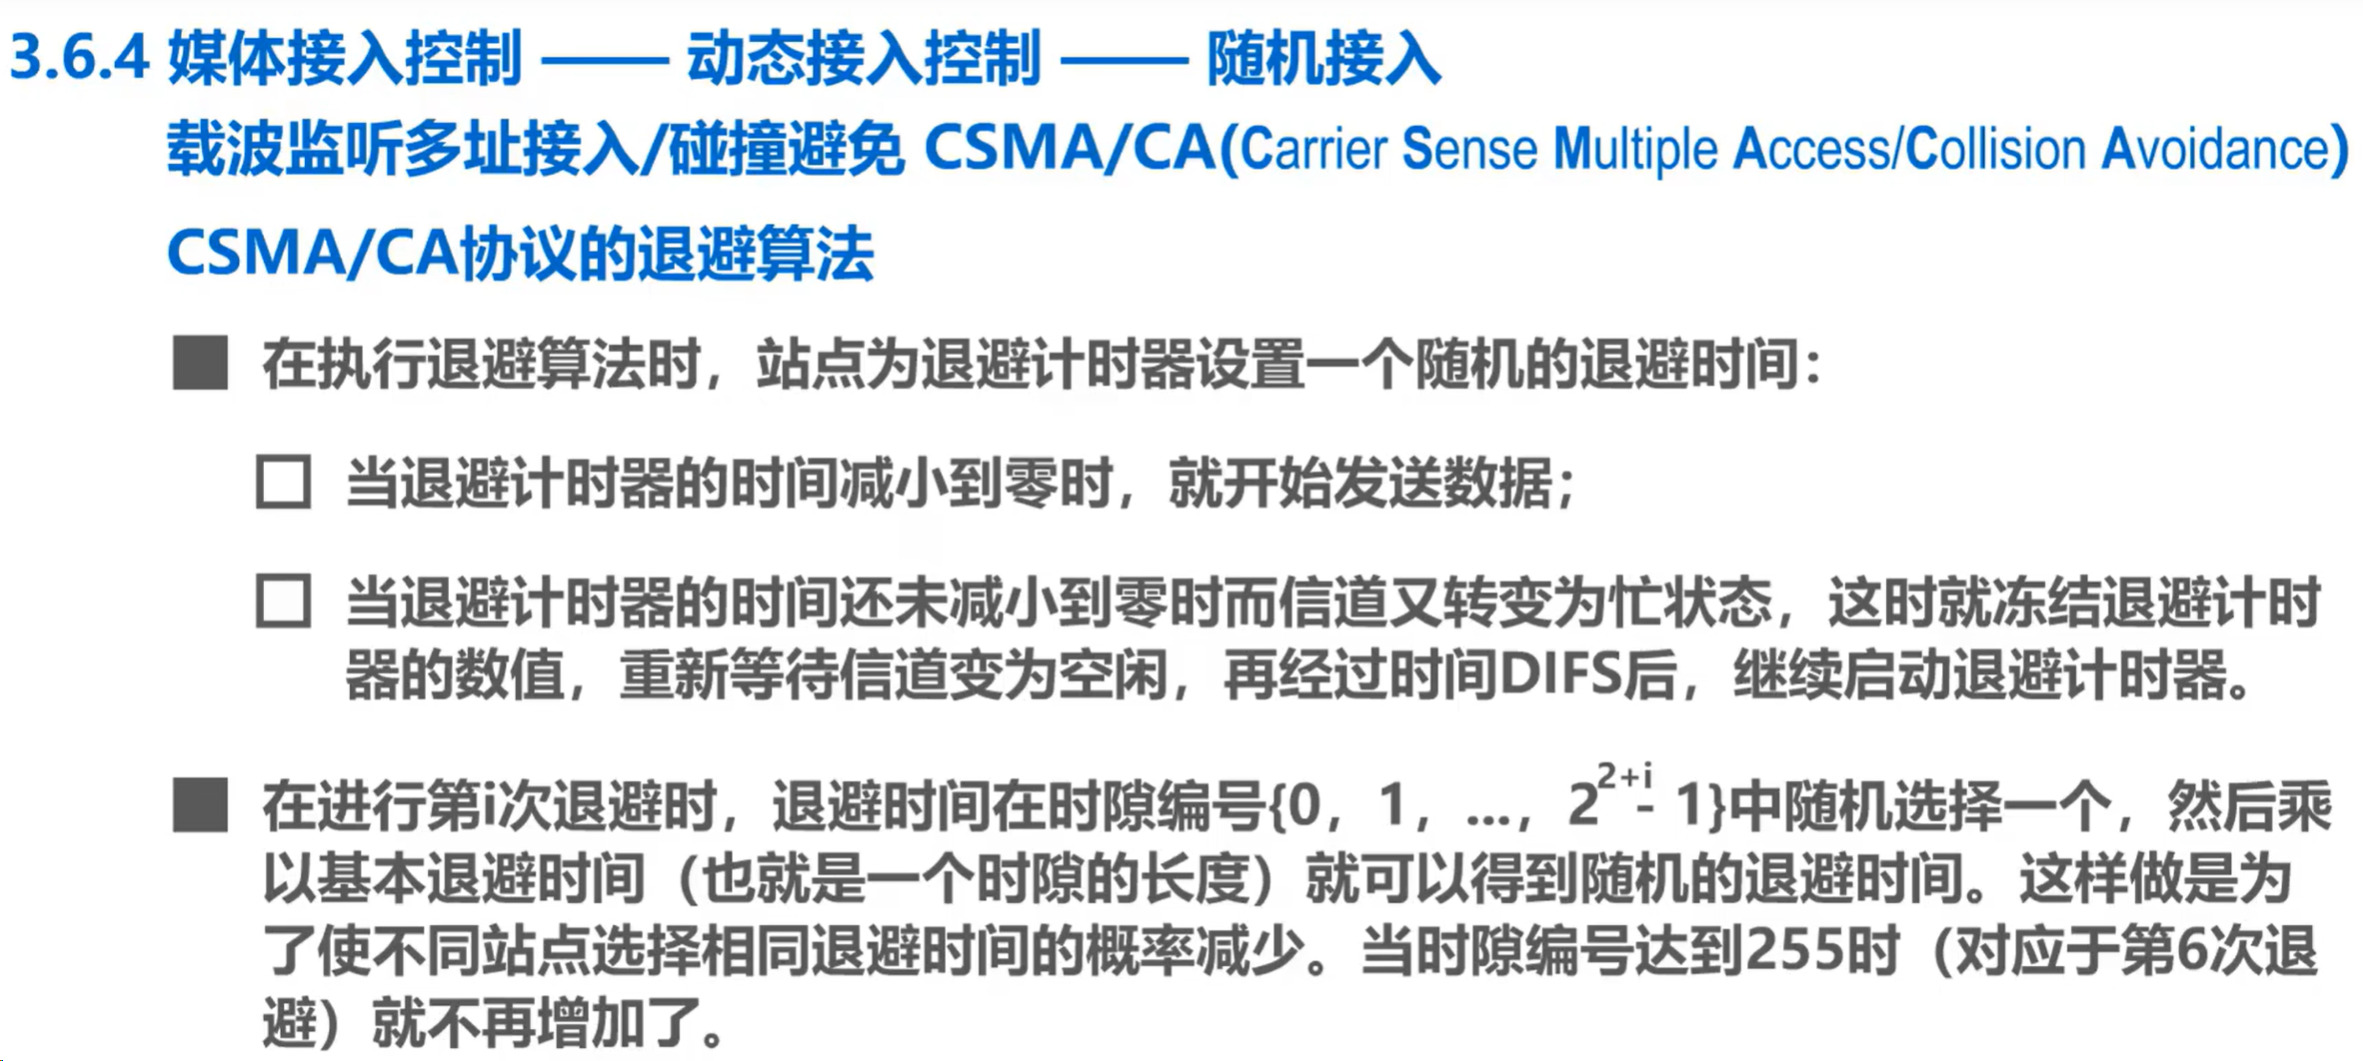 3.6.4 媒体接入控制 —— 动态接入控制 —— 随机接入
载波监听多址接入/碰撞避免 CSMA/CA(Carrier Sense Multiple Access/Collision Avoidance)
CSMA/CA协议的退避算法
■ 在执行退避算法时，站点为退避计时器设置一个随机的退避时间：
□ 当退避计时器的时间减小到零时，就开始发送数据；
□ 当退避计时器的时间还未减小到零时而信道又转变为忙状态，这时就冻结退避计时
器的数值，重新等待信道变为空闲，再经过时间DIFS后，继续启动退避计时器。
■ 在进行第i次退避时，退避时间在时隙编号{0，1，...，2^{2+i} - 1}中随机选择一个，然后乘
以基本退避时间（也就是一个时隙的长度）就可以得到随机的退避时间。这样做是为
了使不同站点选择相同退避时间的概率减少。当时隙编号达到255时（对应于第6次退
避）就不再增加了。